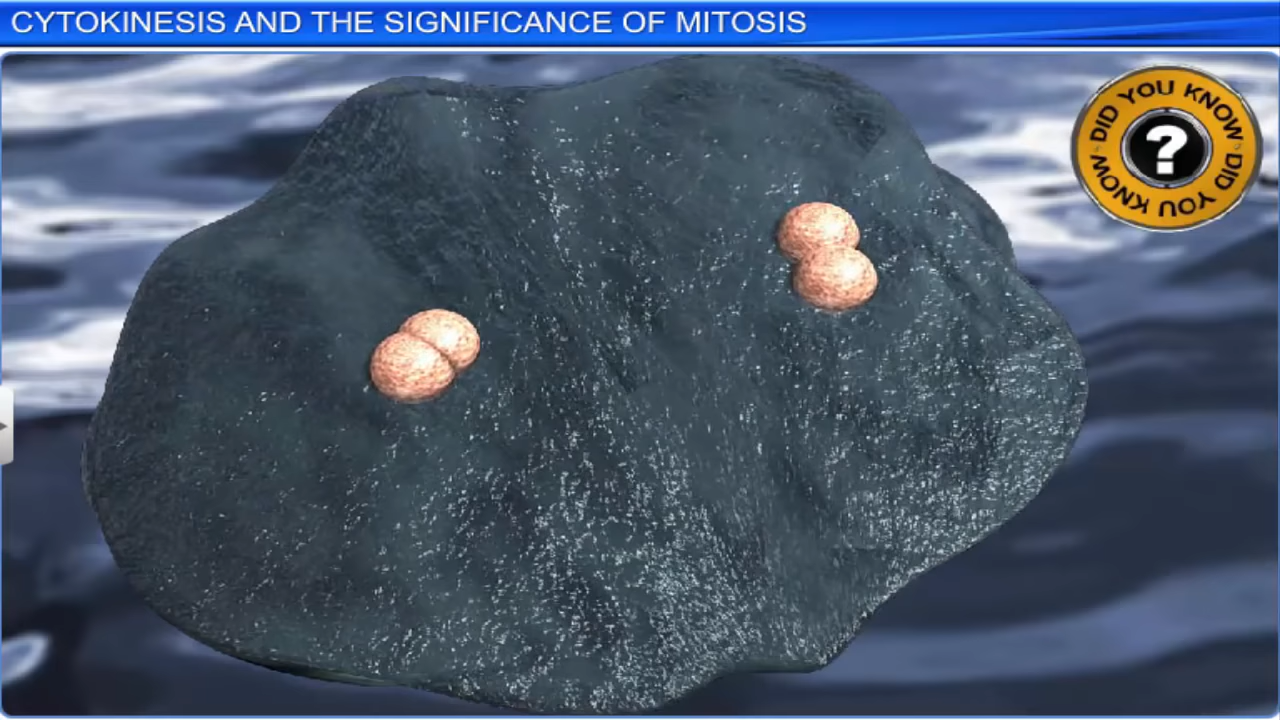 CYTOKINESIS AND THE SIGNIFICANCE OF MITOSIS
DID YOU KNOW
?
DID YOU KNOW